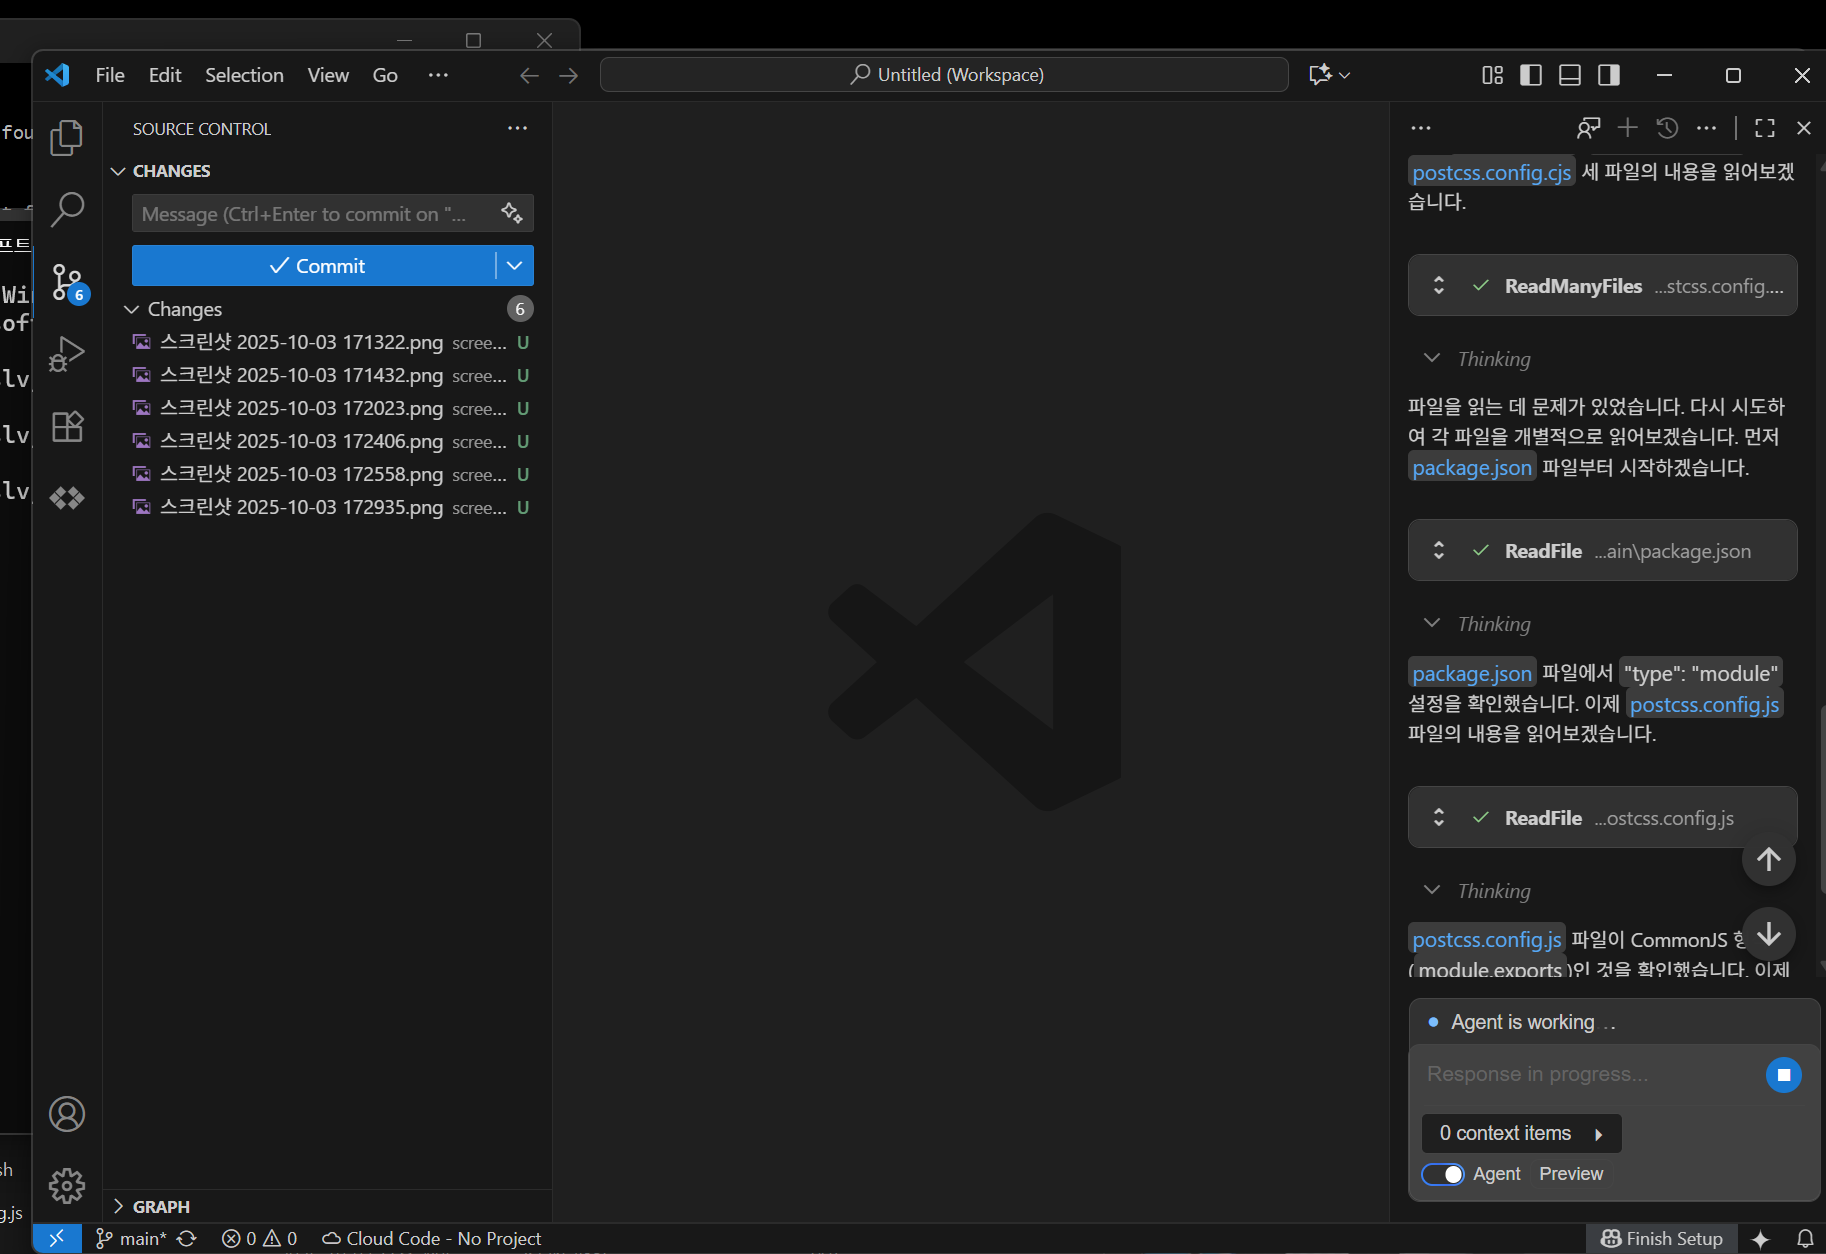 File Edit Selection View Go ···
Untitled (Workspace)
SOURCE CONTROL ···
CHANGES
Message (Ctrl+Enter to commit on "...
Commit
Changes 6
스크린샷 2025-10-03 171322.png scree... U
스크린샷 2025-10-03 171432.png scree... U
스크린샷 2025-10-03 172023.png scree... U
스크린샷 2025-10-03 172406.png scree... U
스크린샷 2025-10-03 172558.png scree... U
스크린샷 2025-10-03 172935.png scree... U
GRAPH
6
postcss.config.cjs 세 파일의 내용을 읽어보겠
습니다.
ReadManyFiles ...stcss.config....
Thinking
파일을 읽는 데 문제가 있었습니다. 다시 시도하
여 각 파일을 개별적으로 읽어보겠습니다. 먼저
package.json 파일부터 시작하겠습니다.
ReadFile ...ain\package.json
Thinking
package.json 파일에서 "type": "module"
설정을 확인했습니다. 이제 postcss.config.js
파일의 내용을 읽어보겠습니다.
ReadFile ...ostcss.config.js
Thinking
postcss.config.js 파일이 CommonJS
(module.exports)인 것을 확인했습니다. 이제
Agent is working ..
Response in progress...
0 context items
Agent Preview
main* 0 0 Cloud Code - No Project
Finish Setup
fou
프트
Wi
sof
lv
lv
lv
sh
g.js